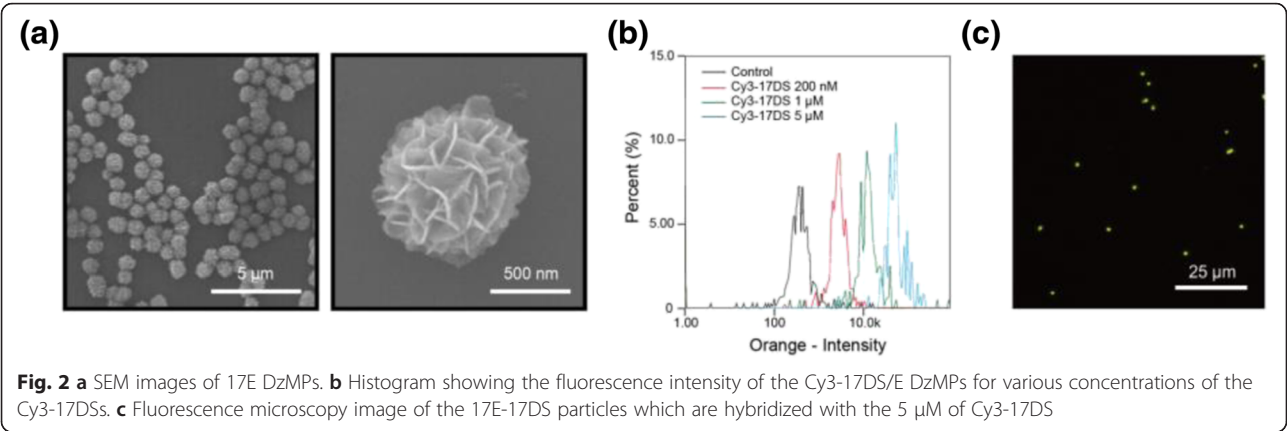 (a)
(b)
(c)
5 µm
500 nm
15.0
10.0
5.00
0
Percent (%)
Control
Cy3-17DS 200 nM
Cy3-17DS 1 µM
Cy3-17DS 5 µM
1.00
100
10.0k
Orange - Intensity
25 µm
Fig. 2 a SEM images of 17E DzMPs. b Histogram showing the fluorescence intensity of the Cy3-17DS/E DzMPs for various concentrations of the
Cy3-17DSs. c Fluorescence microscopy image of the 17E-17DS particles which are hybridized with the 5 µM of Cy3-17DS